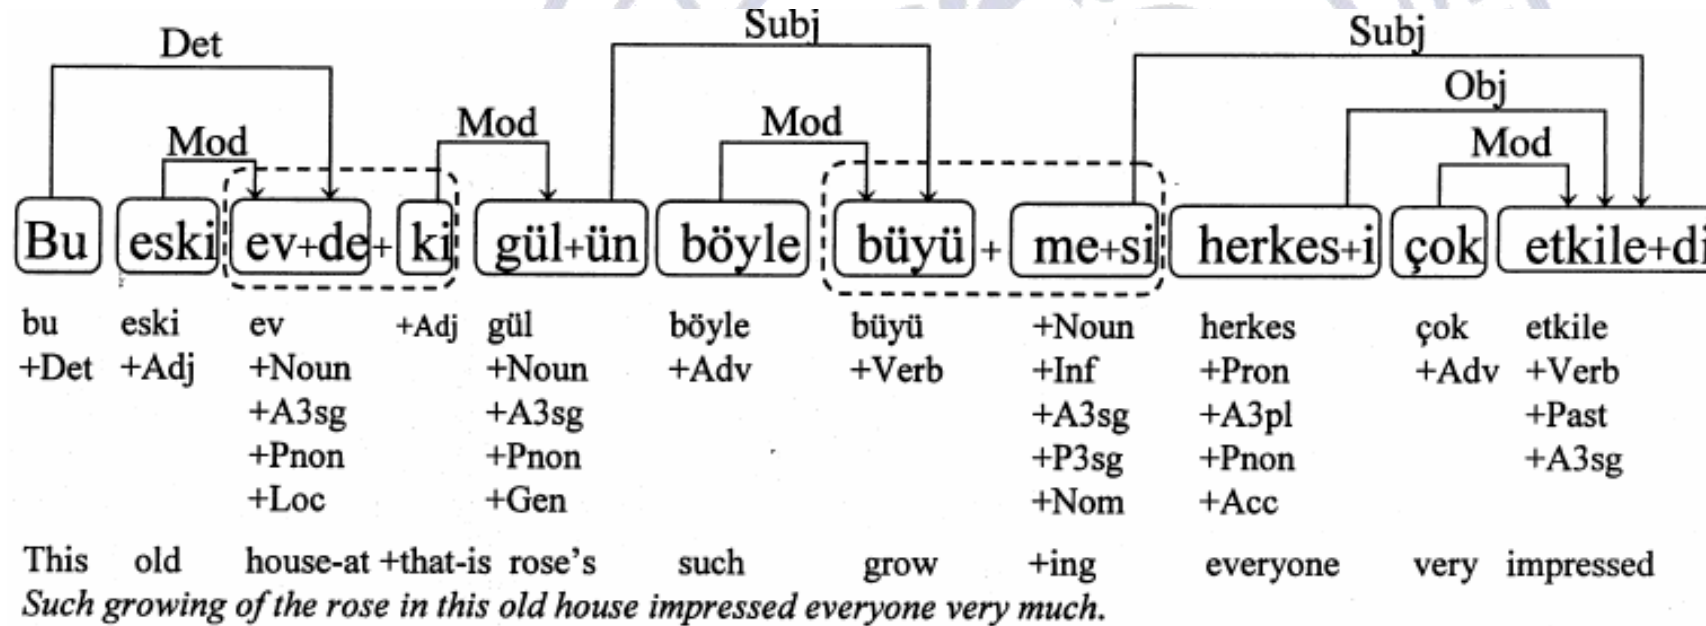 Subj Subj
Det
Obj
Mod Mod Mod Mod
Bu eski ev+de+ ki gül+ün böyle büyü + me+si herkes+i çok etkile+di
bu eski ev +Adj gül böyle büyü +Noun herkes çok etkile
+Det +Adj +Noun +Noun +Adv +Verb +Inf +Pron +Adv +Verb
+A3sg +A3sg +A3sg +A3pl +Past
+Pnon +Pnon +P3sg +Pnon +A3sg
+Loc +Gen +Nom +Acc
This old house-at +that-is rose's such grow +ing everyone very impressed
Such growing of the rose in this old house impressed everyone very much.